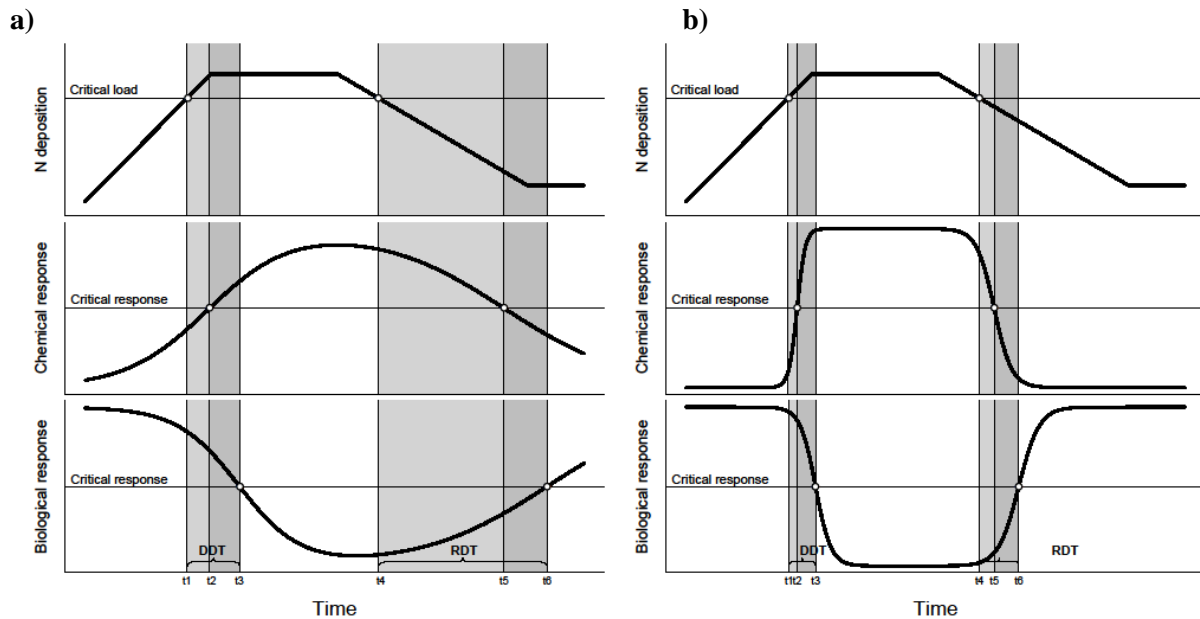 a)
N deposition
Critical load
Chemical response
Critical response
Biological response
Critical response
DDT
RDT
t1 t2 t3 t4 t5 t6
Time
b)
N deposition
Critical load
Chemical response
Critical response
Biological response
Critical response
DDT
RDT
t1 t2 t3 t4 t5 t6
Time